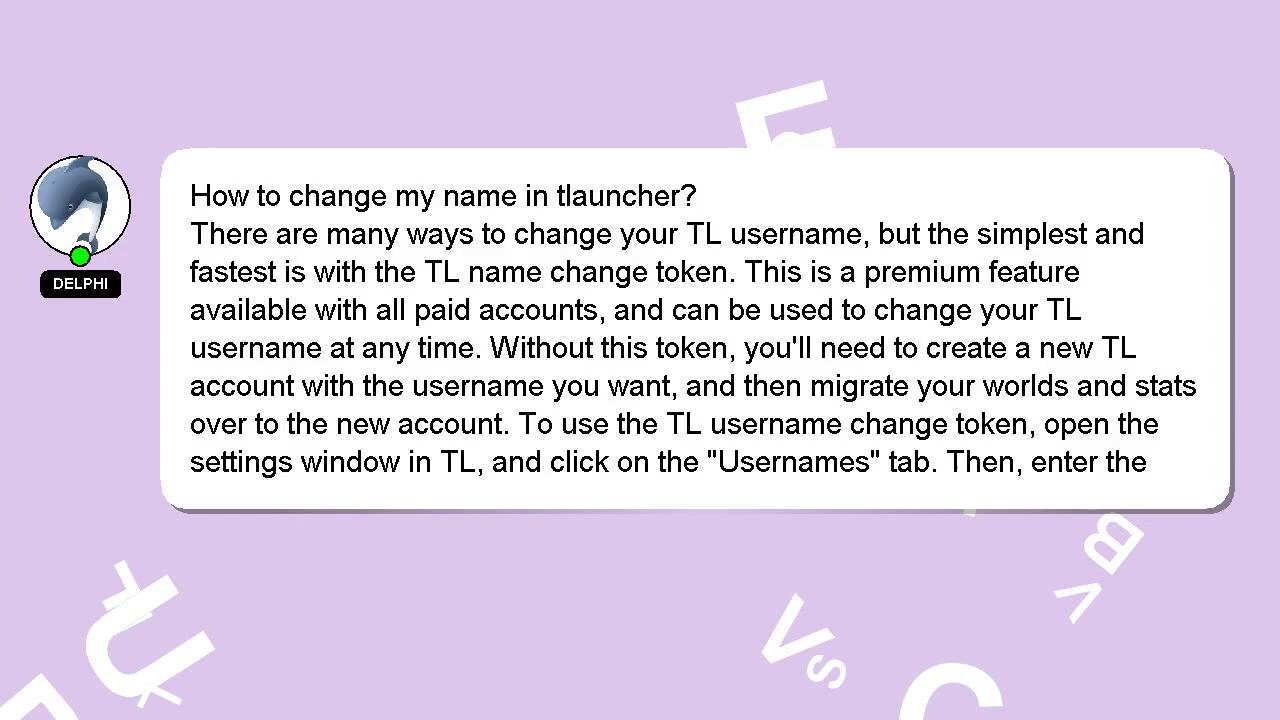 How to change my name in tlauncher?
There are many ways to change your TL username, but the simplest and
fastest is with the TL name change token. This is a premium feature
available with all paid accounts, and can be used to change your TL
username at any time. Without this token, you'll need to create a new TL
account with the username you want, and then migrate your worlds and stats
over to the new account. To use the TL username change token, open the
settings window in TL, and click on the "Usernames" tab. Then, enter the
DELPHI
B
V
V
S
U
C